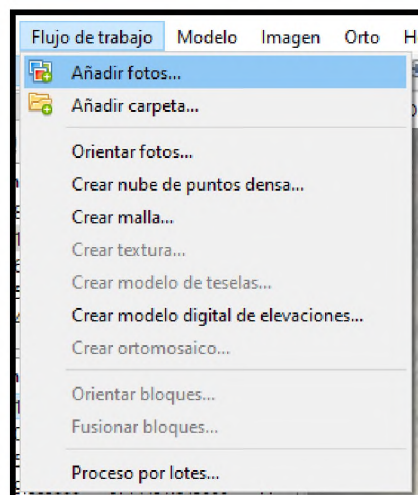 Flujo de trabajo Modelo Imagen Orto
Añadir fotos...
Añadir carpeta...
Orientar fotos...
Crear nube de puntos densa...
Crear malla...
Crear textura...
Crear modelo de teselas...
Crear modelo digital de elevaciones...
Crear ortomosaico...
Orientar bloques...
Fusionar bloques...
Proceso por lotes...